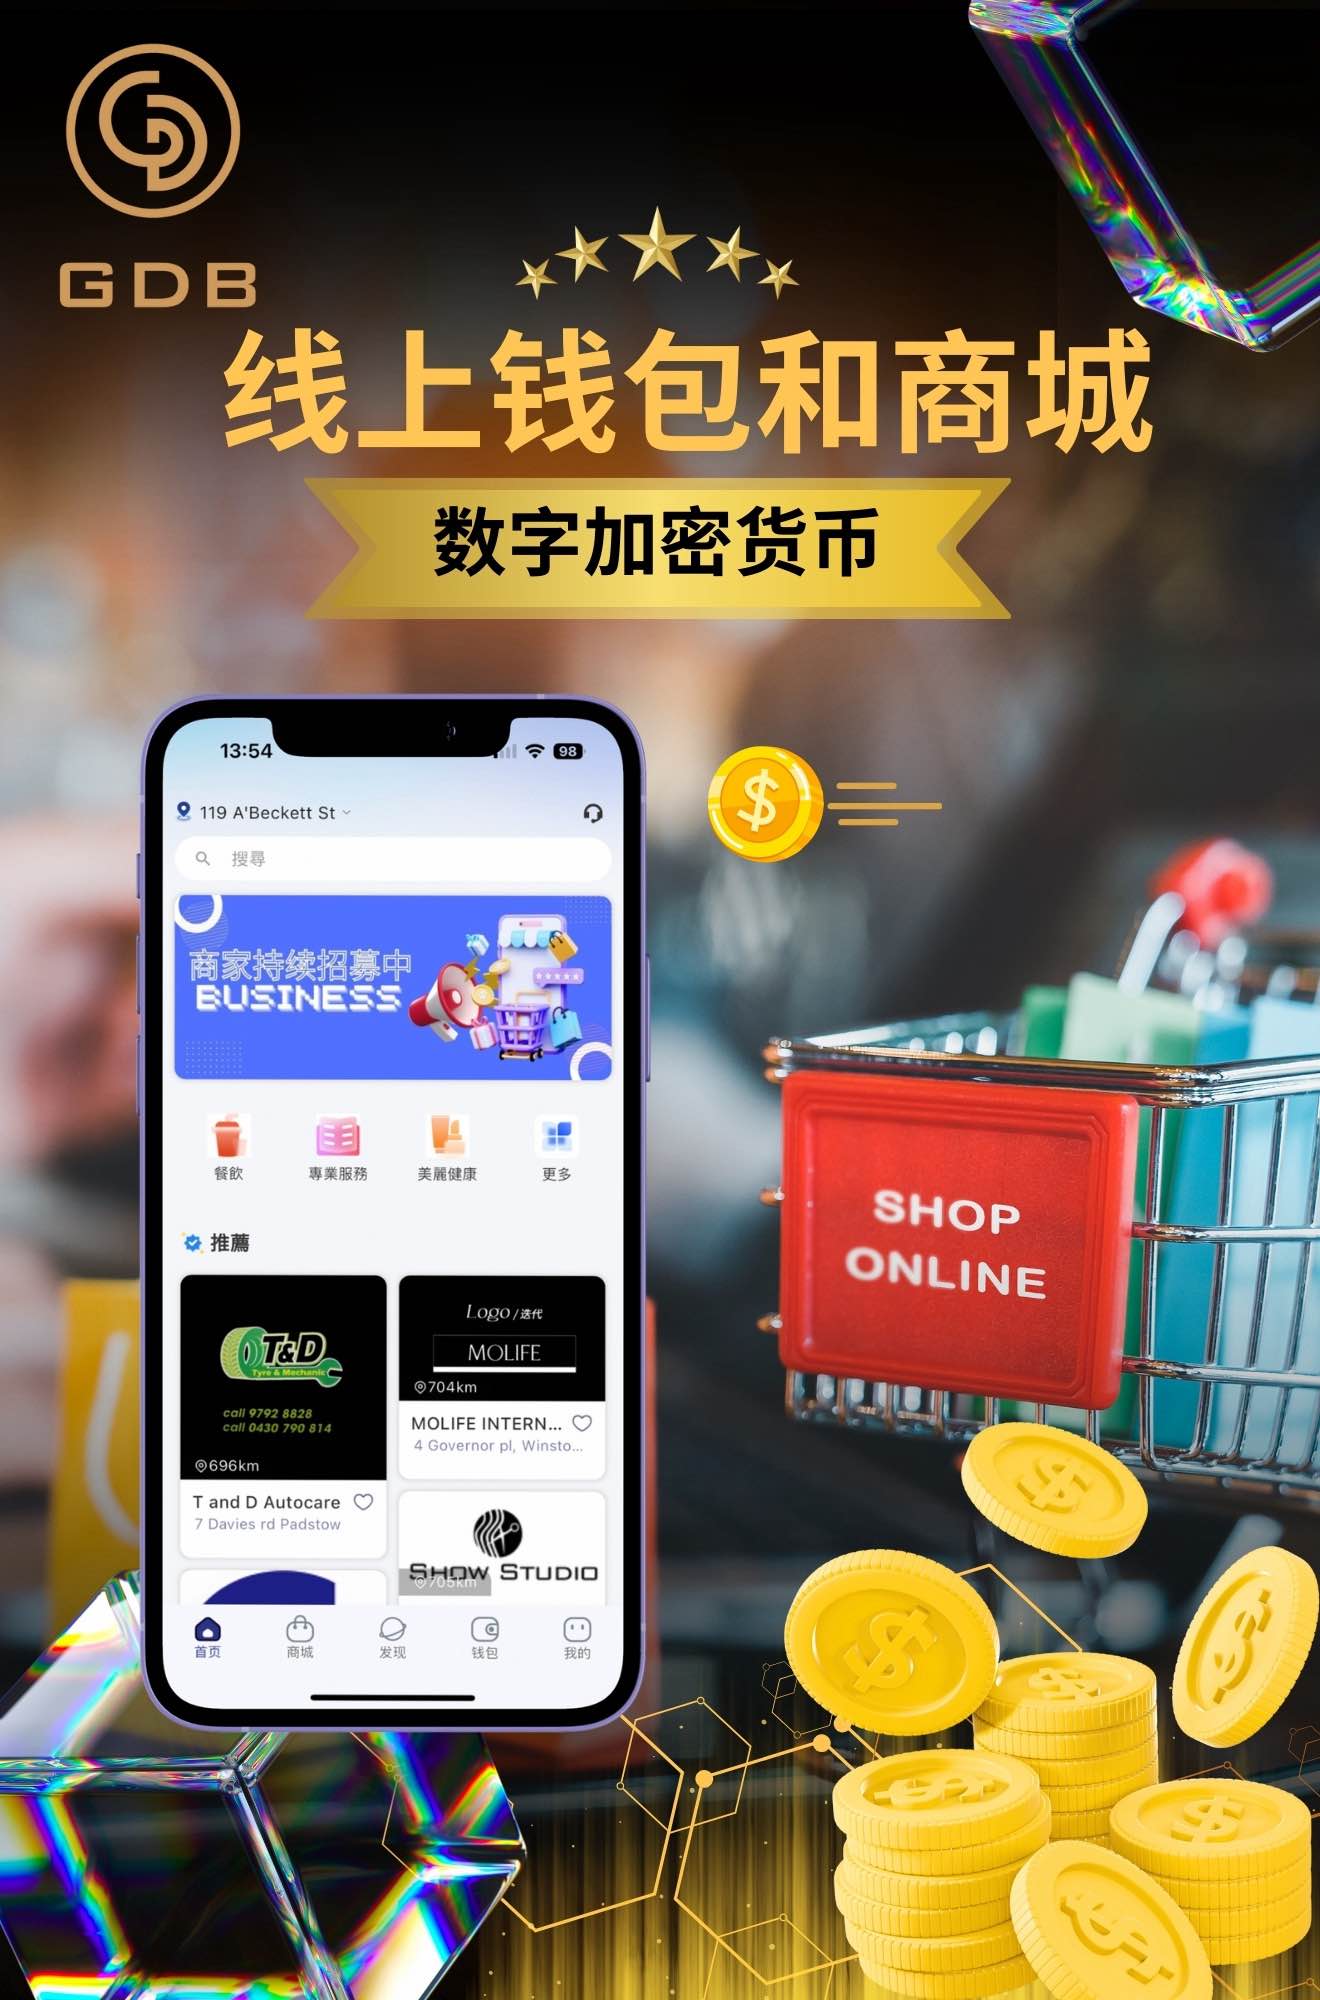 GDB
线上钱包和商城
数字加密货币
13:54
98
119 A'Beckett St
搜尋
商家持续招募中
BUSINESS
餐飲
專業服務
美麗健康
更多
推薦
T&D
Tyre & Mechanic
call 9792 8828
call 0430 790 814
696km
T and D Autocare
7 Davies rd Padstow
Logo / 迭代
MOLIFE
704km
MOLIFE INTERN...
4 Governor pl, Winsto...
SHOW STUDIO
705km
首页
商城
发现
钱包
我的
SHOP
ONLINE